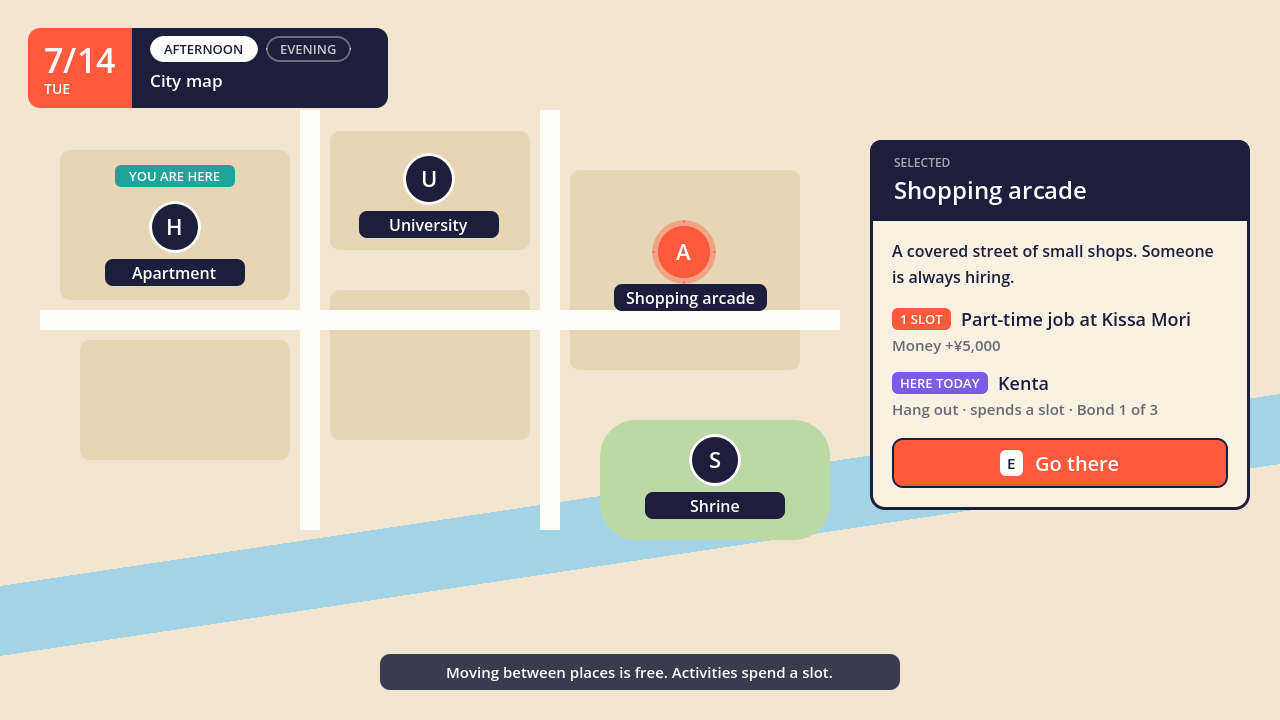 7/14
TUE
AFTERNOON
EVENING
City map
YOU ARE HERE
H
Apartment
U
University
A
Shopping arcade
S
Shrine
SELECTED
Shopping arcade
A covered street of small shops. Someone
is always hiring.
1 SLOT Part-time job at Kissa Mori
Money +¥5,000
HERE TODAY Kenta
Hang out · spends a slot · Bond 1 of 3
E Go there
Moving between places is free. Activities spend a slot.